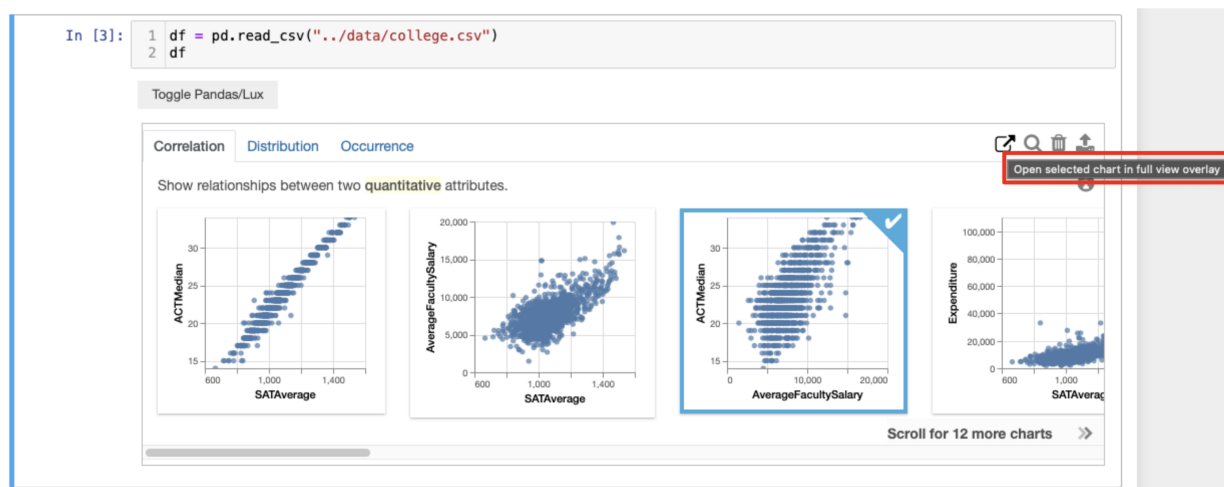 In [3]:
1 df = pd.read_csv("../data/college.csv")
2 df
Toggle Pandas/Lux
Correlation Distribution Occurrence
Open selected chart in full view overlay
Show relationships between two quantitative attributes.
ACTMedian
30
25
20
15
600 1,000 1,400
SATAverage
AverageFacultySalary
20,000
15,000
10,000
5,000
0
600 1,000 1,400
SATAverage
ACTMedian
30
25
20
15
0 10,000 20,000
AverageFacultySalary
Expenditure
100,000
80,000
60,000
40,000
20,000
0
600 1,000
SATAverag
Scroll for 12 more charts